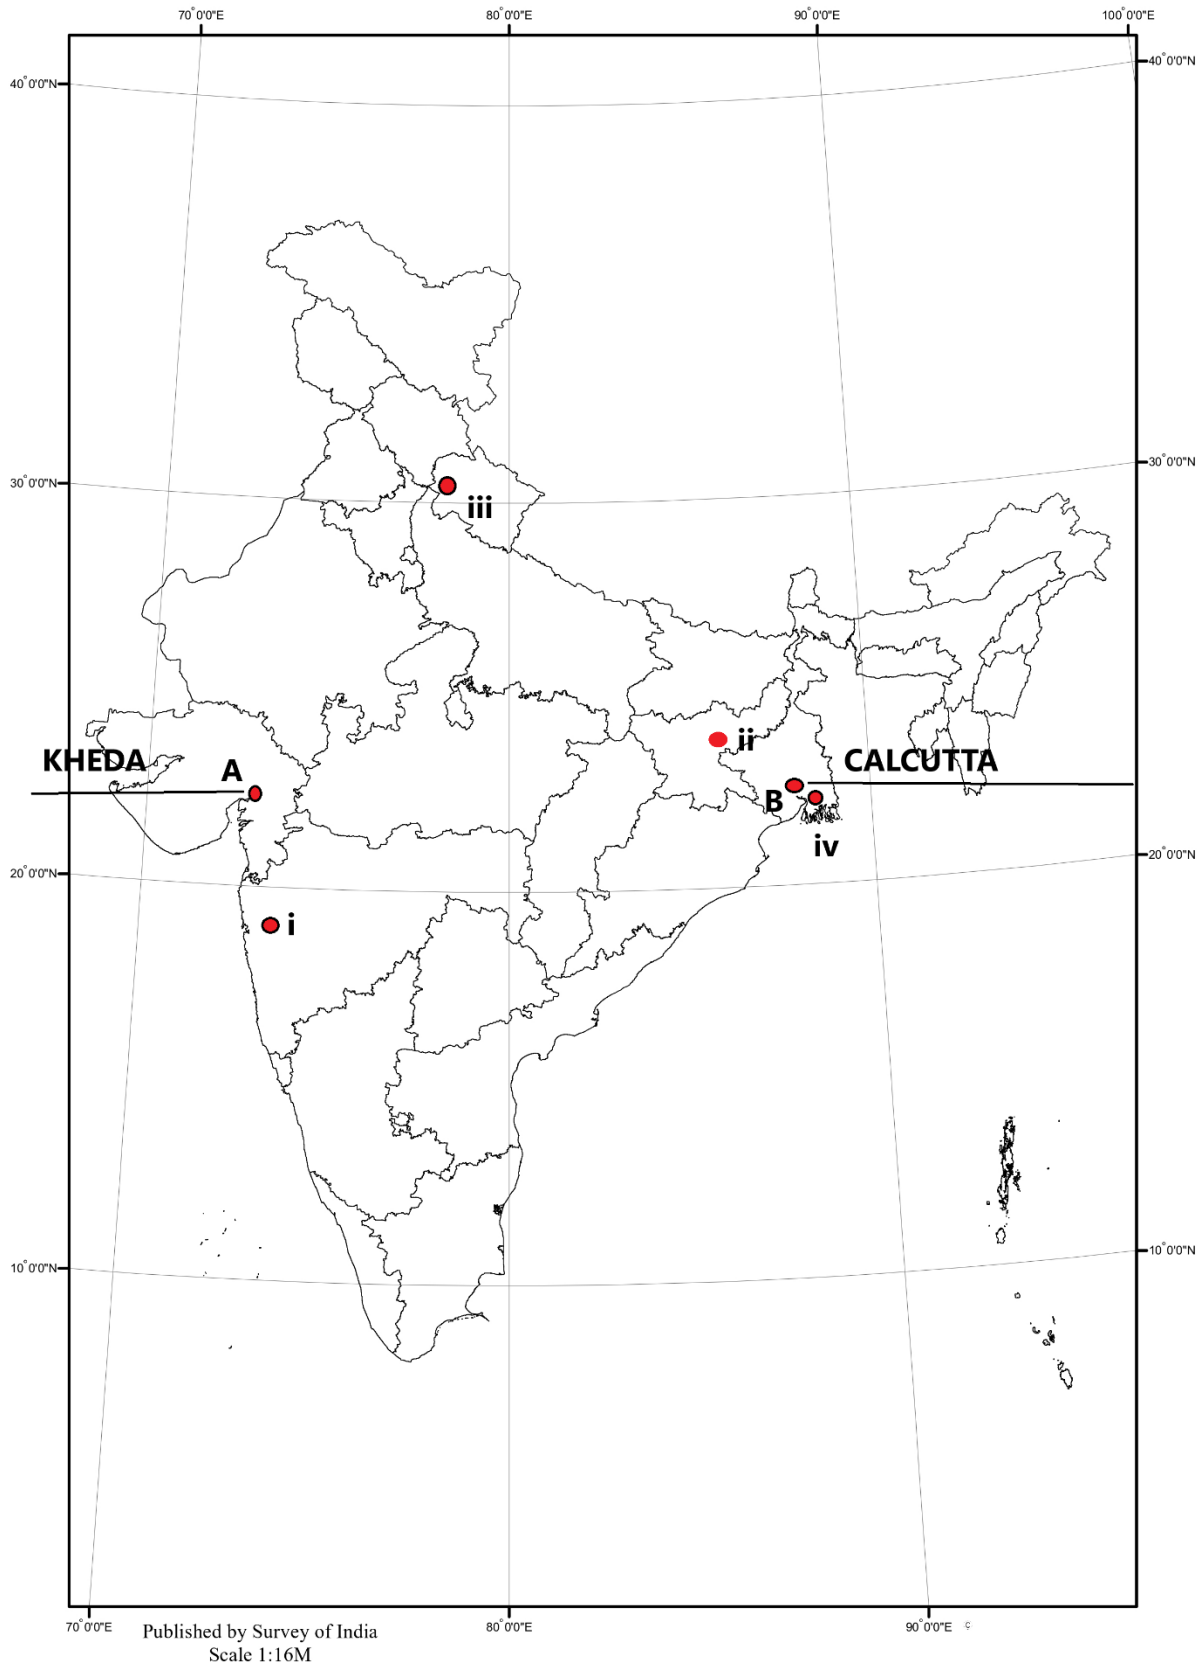 70° 0'0"E 80° 0'0"E 90° 0'0"E 100° 0'0"E
40° 0'0"N 40° 0'0"N
30° 0'0"N 30° 0'0"N
iii
ii
KHEDA A CALCUTTA
B
iv
20° 0'0"N 20° 0'0"N
i
10° 0'0"N 10° 0'0"N
70° 0'0"E 80° 0'0"E 90° 0'0"E
Published by Survey of India
Scale 1:16M